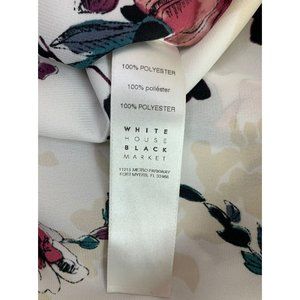 100% POLYESTER
100% poliéster
100% POLYESTER
WHITE
HOUSE
BLACK
MARKET
11215 METRO PARKWAY
FORT MYERS, FL 33966